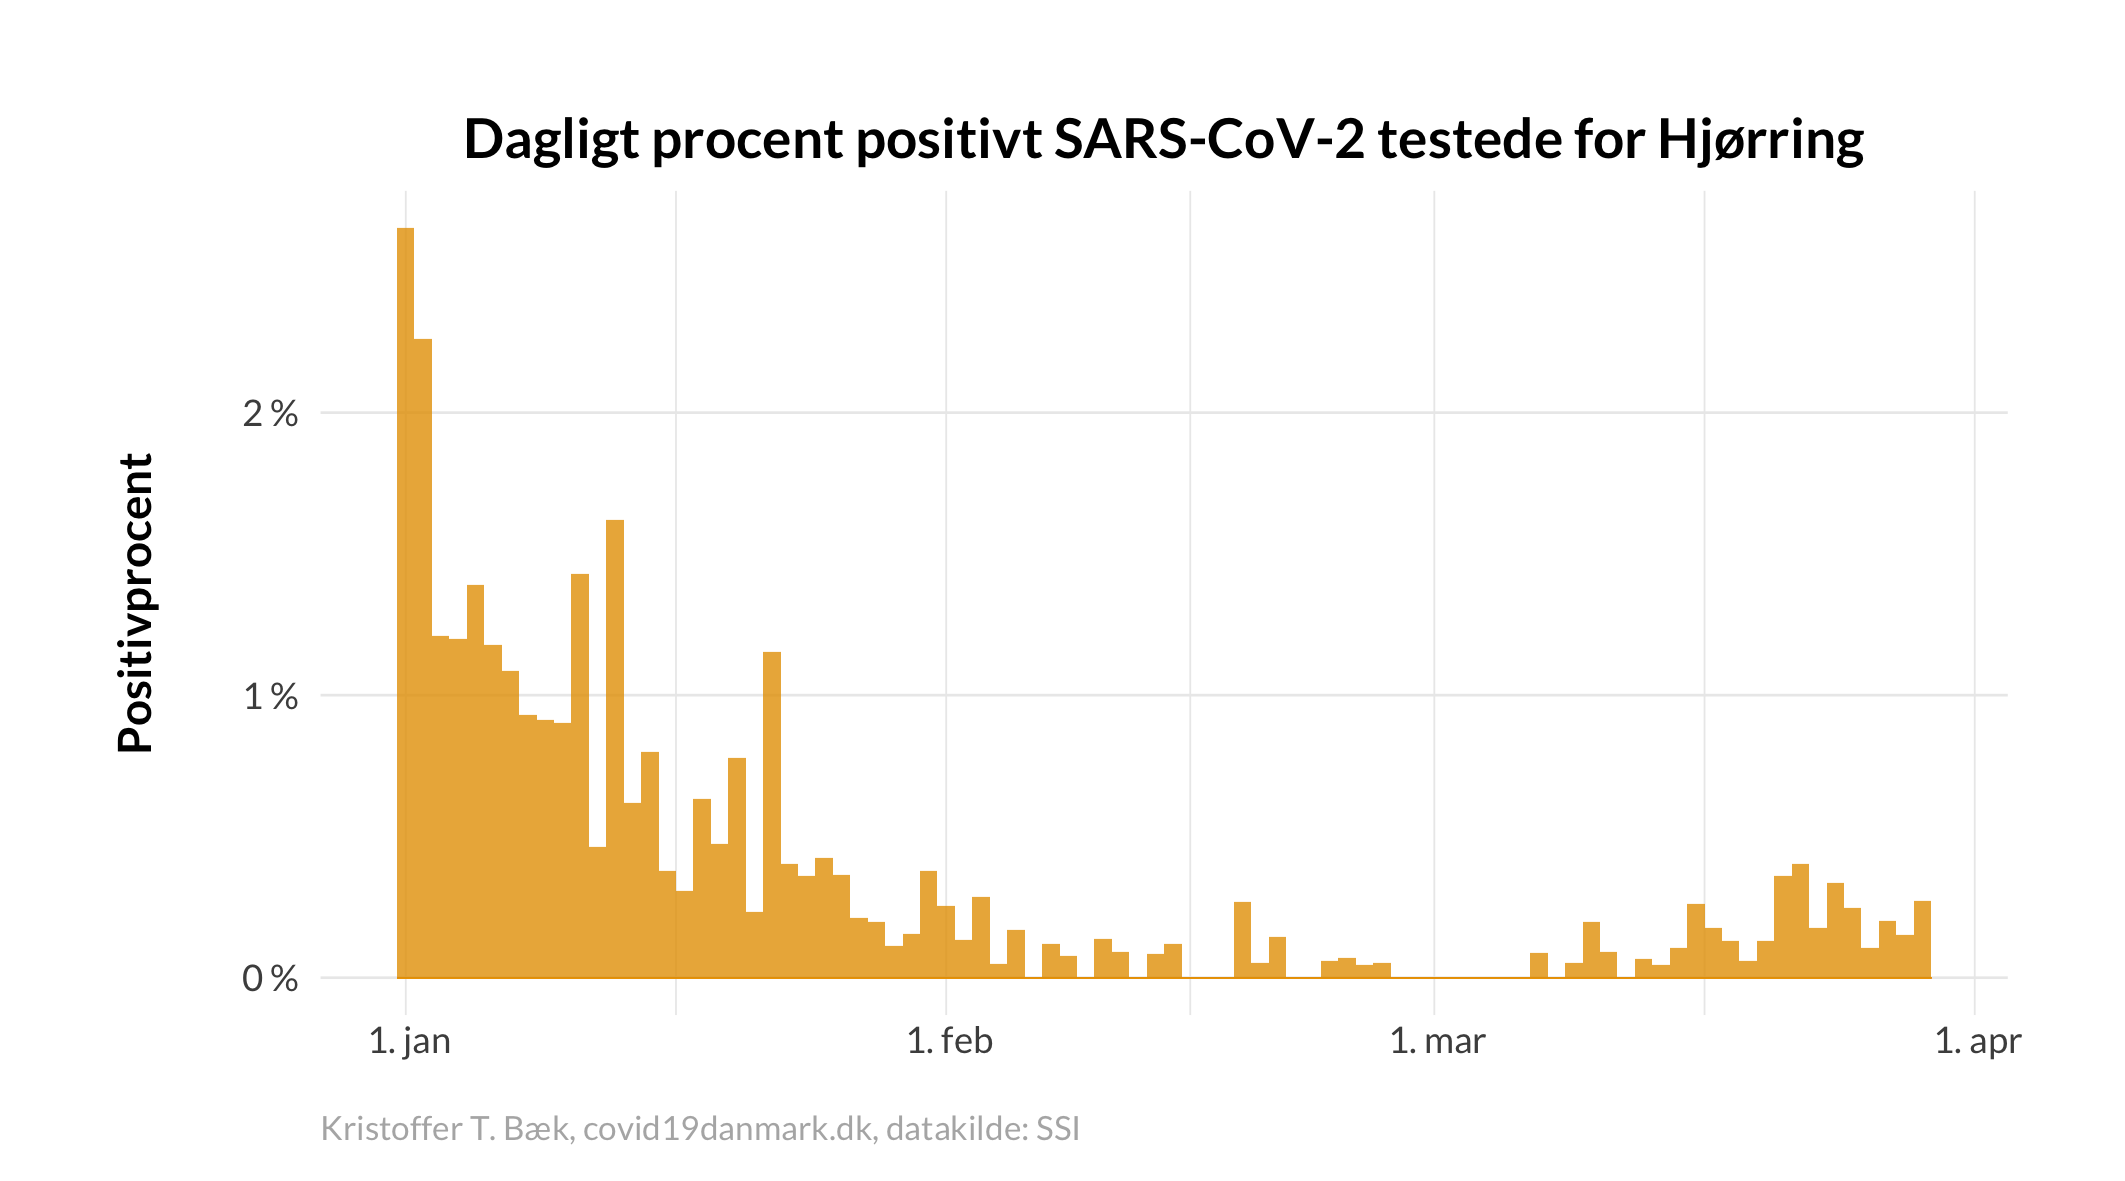 Dagligt procent positivt SARS-CoV-2 testede for Hjørring
Positivprocent
2 %
1 %
0 %
1. jan
1. feb
1. mar
1. apr
Kristoffer T. Bæk, covid19danmark.dk, datakilde: SSI